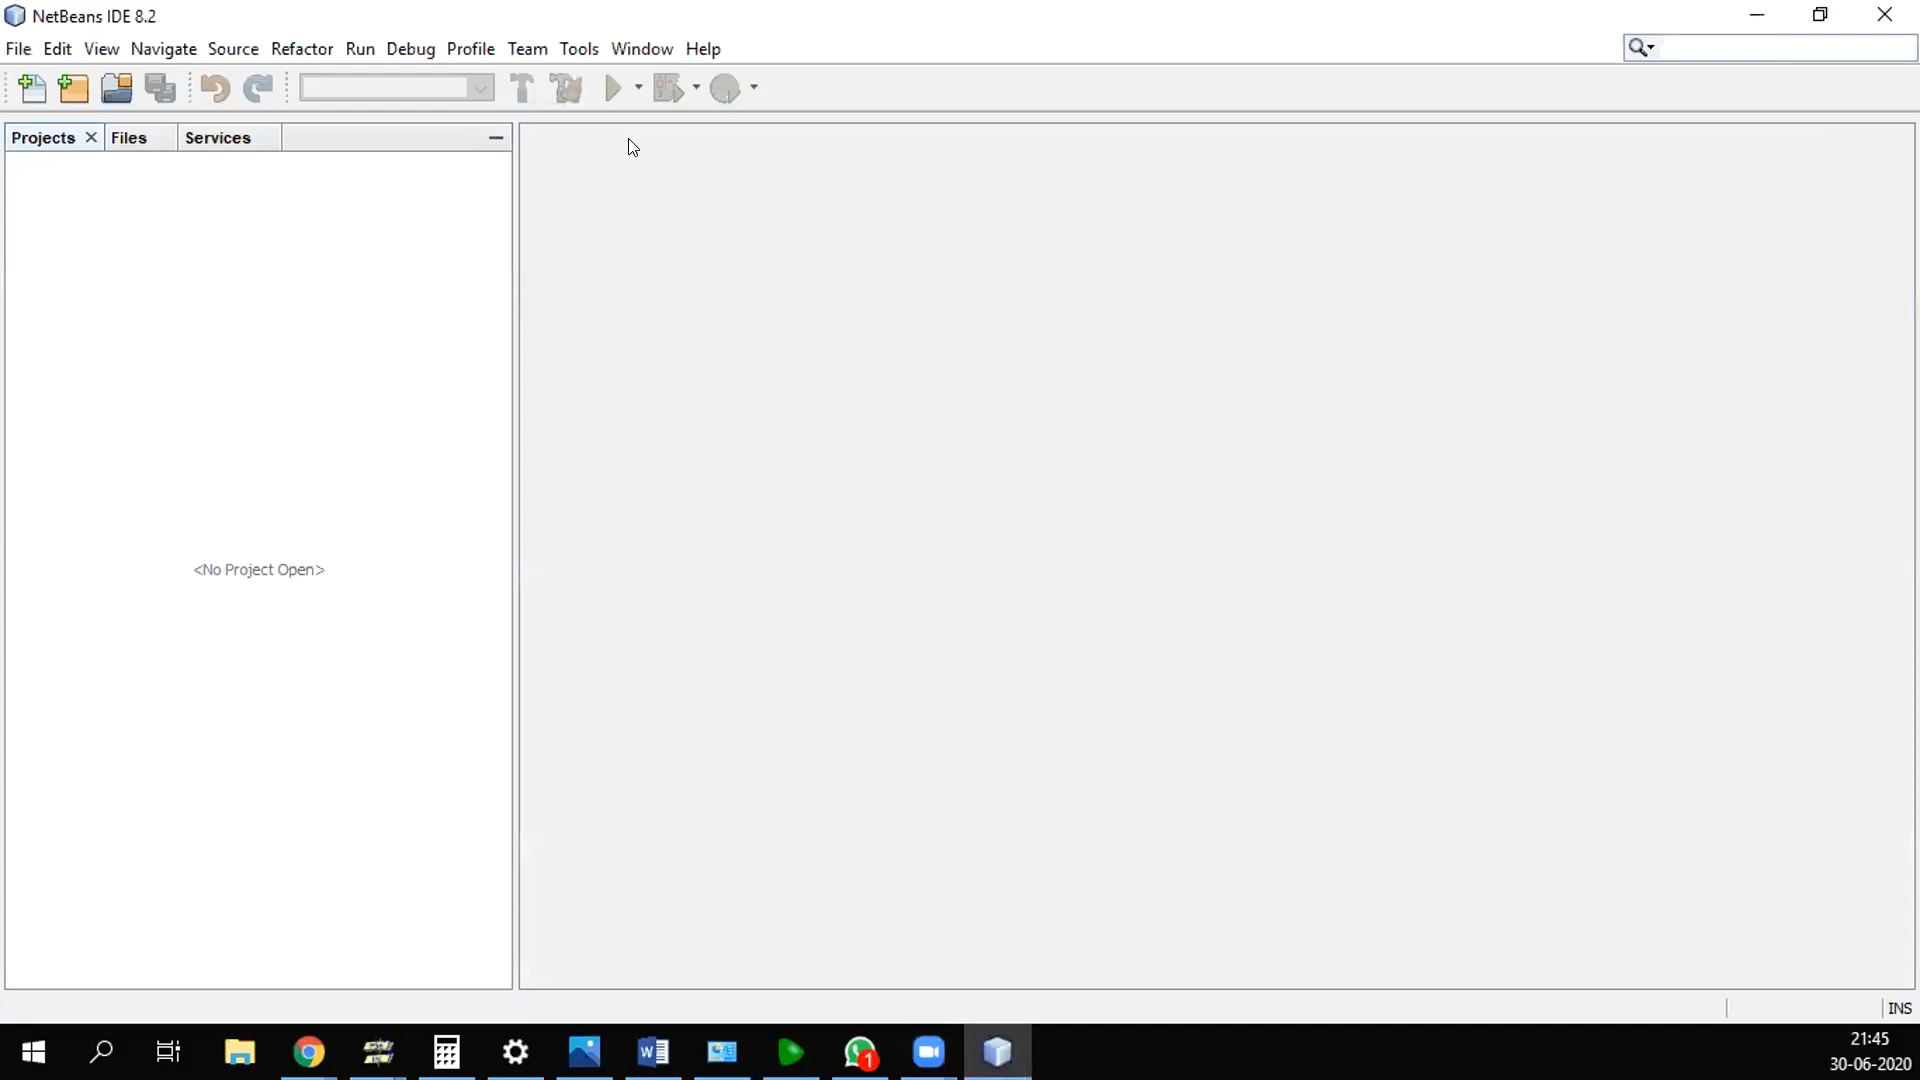 NetBeans IDE 8.2
File Edit View Navigate Source Refactor Run Debug Profile Team Tools Window Help
Projects Files Services
<No Project Open>
INS
1
21:45
30-06-2020